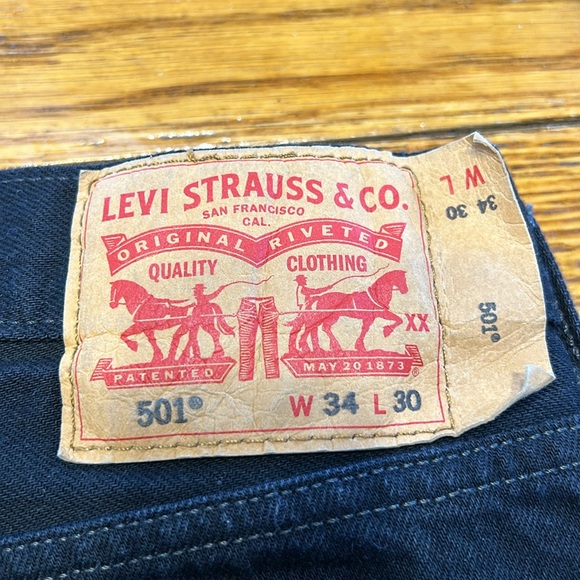 LEVI STRAUSS & CO.
SAN FRANCISCO
CAL.
ORIGINAL RIVETED
QUALITY CLOTHING
XX
PATENTED MAY 20 1873
501® W 34 L 30
W L
34 30
501®